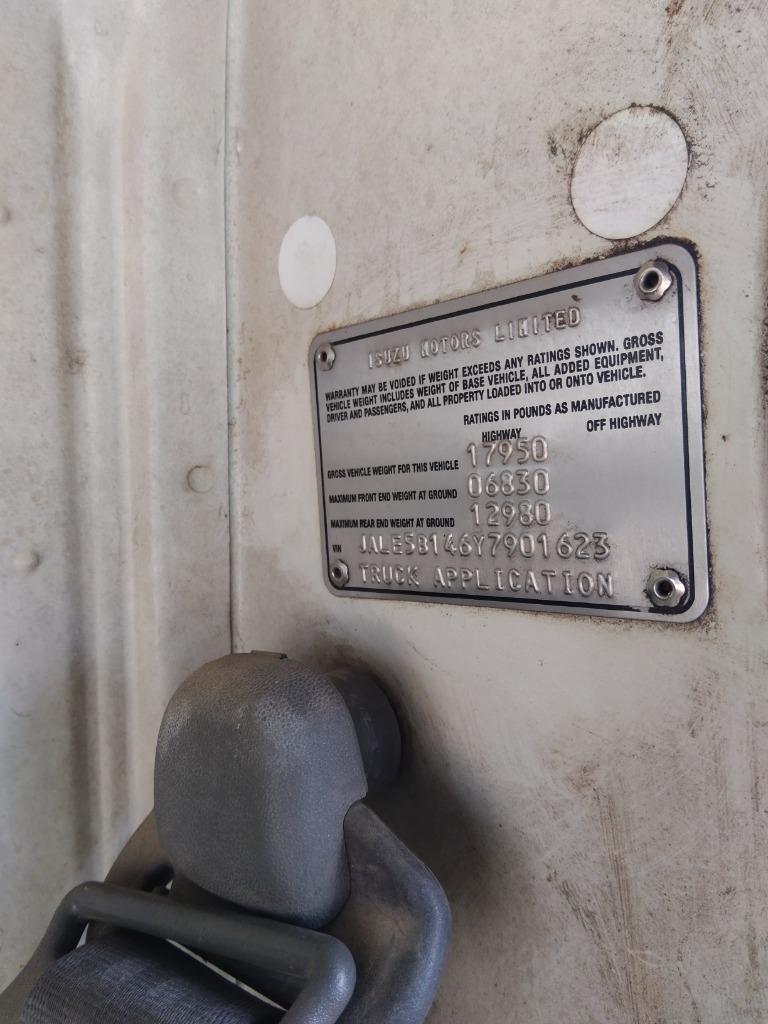 ISUZU MOTORS LIMITED
WARRANTY MAY BE VOIDED IF WEIGHT EXCEEDS ANY RATINGS SHOWN. GROSS
VEHICLE WEIGHT INCLUDES WEIGHT OF BASE VEHICLE, ALL ADDED EQUIPMENT,
DRIVER AND PASSENGERS, AND ALL PROPERTY LOADED INTO OR ONTO VEHICLE.
RATINGS IN POUNDS AS MANUFACTURED
HIGHWAY OFF HIGHWAY
GROSS VEHICLE WEIGHT FOR THIS VEHICLE 17950
MAXIMUM FRONT END WEIGHT AT GROUND 06830
MAXIMUM REAR END WEIGHT AT GROUND 12980
VIN JALE5B146Y7901623
TRUCK APPLICATION